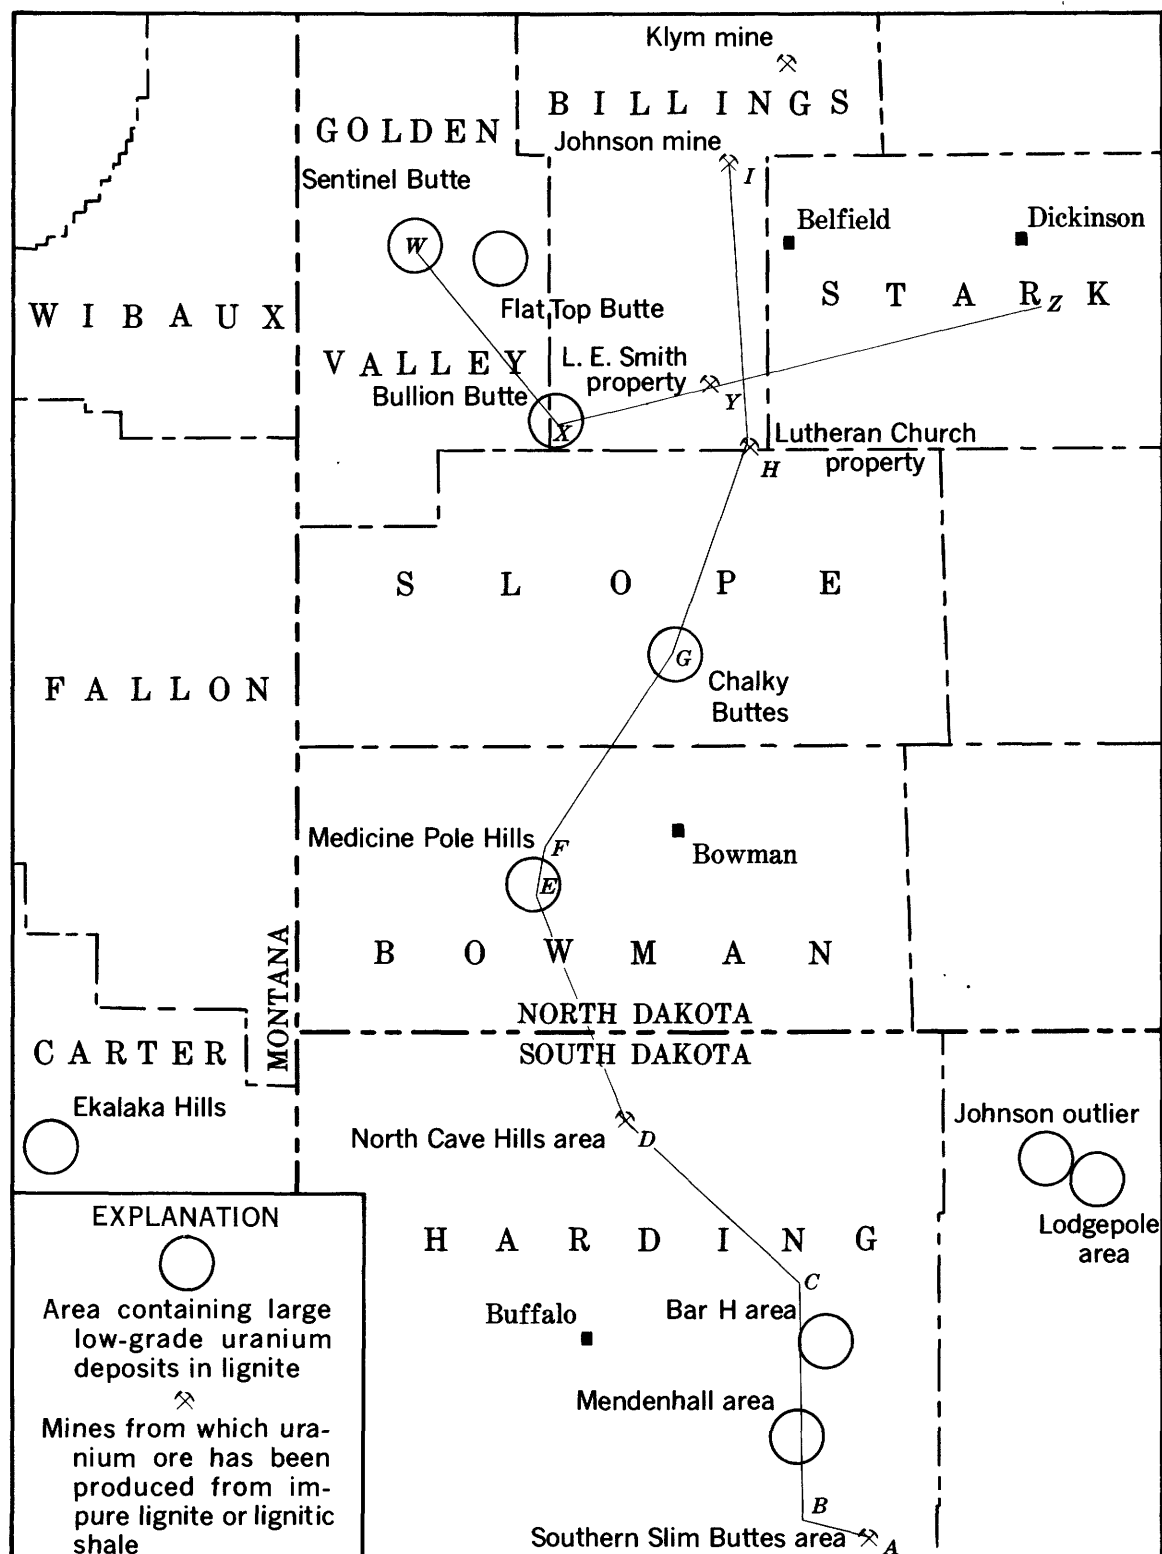 Klym mine
BILLINGS
GOLDEN
Johnson mine
I
Sentinel Butte
Belfield
Dickinson
W
STARK
Z
WIBAUX
Flat Top Butte
VALLEY
L. E. Smith
property
Bullion Butte
Y
X
Lutheran Church
property
H
SLOPE
G
FALLON
Chalky
Buttes
Medicine Pole Hills
F
Bowman
E
BOWMAN
MONTANA
NORTH DAKOTA
SOUTH DAKOTA
CARTER
Ekalaka Hills
Johnson outlier
North Cave Hills area
D
Lodgepole
area
EXPLANATION
HARDING
C
Area containing large
low-grade uranium
deposits in lignite
Buffalo
Bar H area
Mendenhall area
Mines from which ura-
nium ore has been
produced from im-
pure lignite or lignitic
shale
B
Southern Slim Buttes area
A